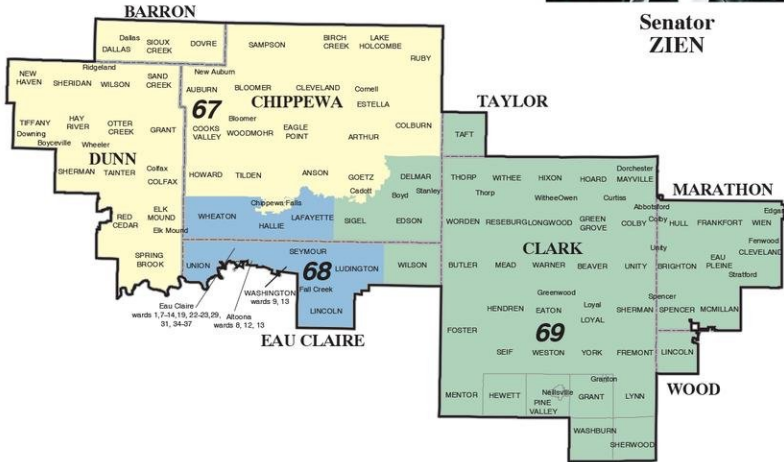 Senator
ZIEN
BARRON
Dallas
DALLAS
SIOUX
CREEK
DOVRE
Ridgeland
NEW
HAVEN
SHERIDAN
WILSON
SAND
CREEK
TIFFANY
Downing
Boyceville
HAY
RIVER
Wheeler
OTTER
CREEK
GRANT
DUNN
SHERMAN
TAINTER
Colfax
COLFAX
RED
CEDAR
ELK
MOUND
Elk Mound
SPRING
BROOK
SAMPSON
BIRCH
CREEK
LAKE
HOLCOMBE
RUBY
New Auburn
AUBURN
BLOOMER
CLEVELAND
Cornell
ESTELLA
CHIPPEWA
67
COOKS
VALLEY
Bloomer
WOODMOHR
EAGLE
POINT
ARTHUR
COLBURN
HOWARD
TILDEN
ANSON
GOETZ
Cadott
DELMAR
Boyd
Stanley
Chippewa Falls
WHEATON
HALLIE
LAFAYETTE
SIGEL
EDSON
SEYMOUR
UNION
68
LUDINGTON
WILSON
WASHINGTON
wards 9, 13
Fall Creek
LINCOLN
Eau Claire
wards 1,7-14,19, 22-23,29,
31, 34-37
Altoona
wards 8, 12, 13
EAU CLAIRE
TAYLOR
TAFT
THORP
WITHEE
HIXON
HOARD
Dorchester
MAYVILLE
Thorp
Withee
Owen
Curtiss
Abbotsford
WORDEN
RESEBURG
LONGWOOD
GREEN
GROVE
COLBY
Colby
CLARK
Unity
BUTLER
MEAD
WARNER
BEAVER
UNITY
Greenwood
HENDREN
EATON
Loyal
LOYAL
SHERMAN
Spencer
FOSTER
69
SEIF
WESTON
YORK
FREMONT
Granton
MENTOR
HEWETT
Neillsville
PINE
VALLEY
GRANT
LYNN
WASHBURN
SHERWOOD
MARATHON
HULL
FRANKFORT
WIEN
Edgar
Fenwood
CLEVELAND
BRIGHTON
EAU
PLEINE
Stratford
SPENCER
MCMILLAN
LINCOLN
WOOD